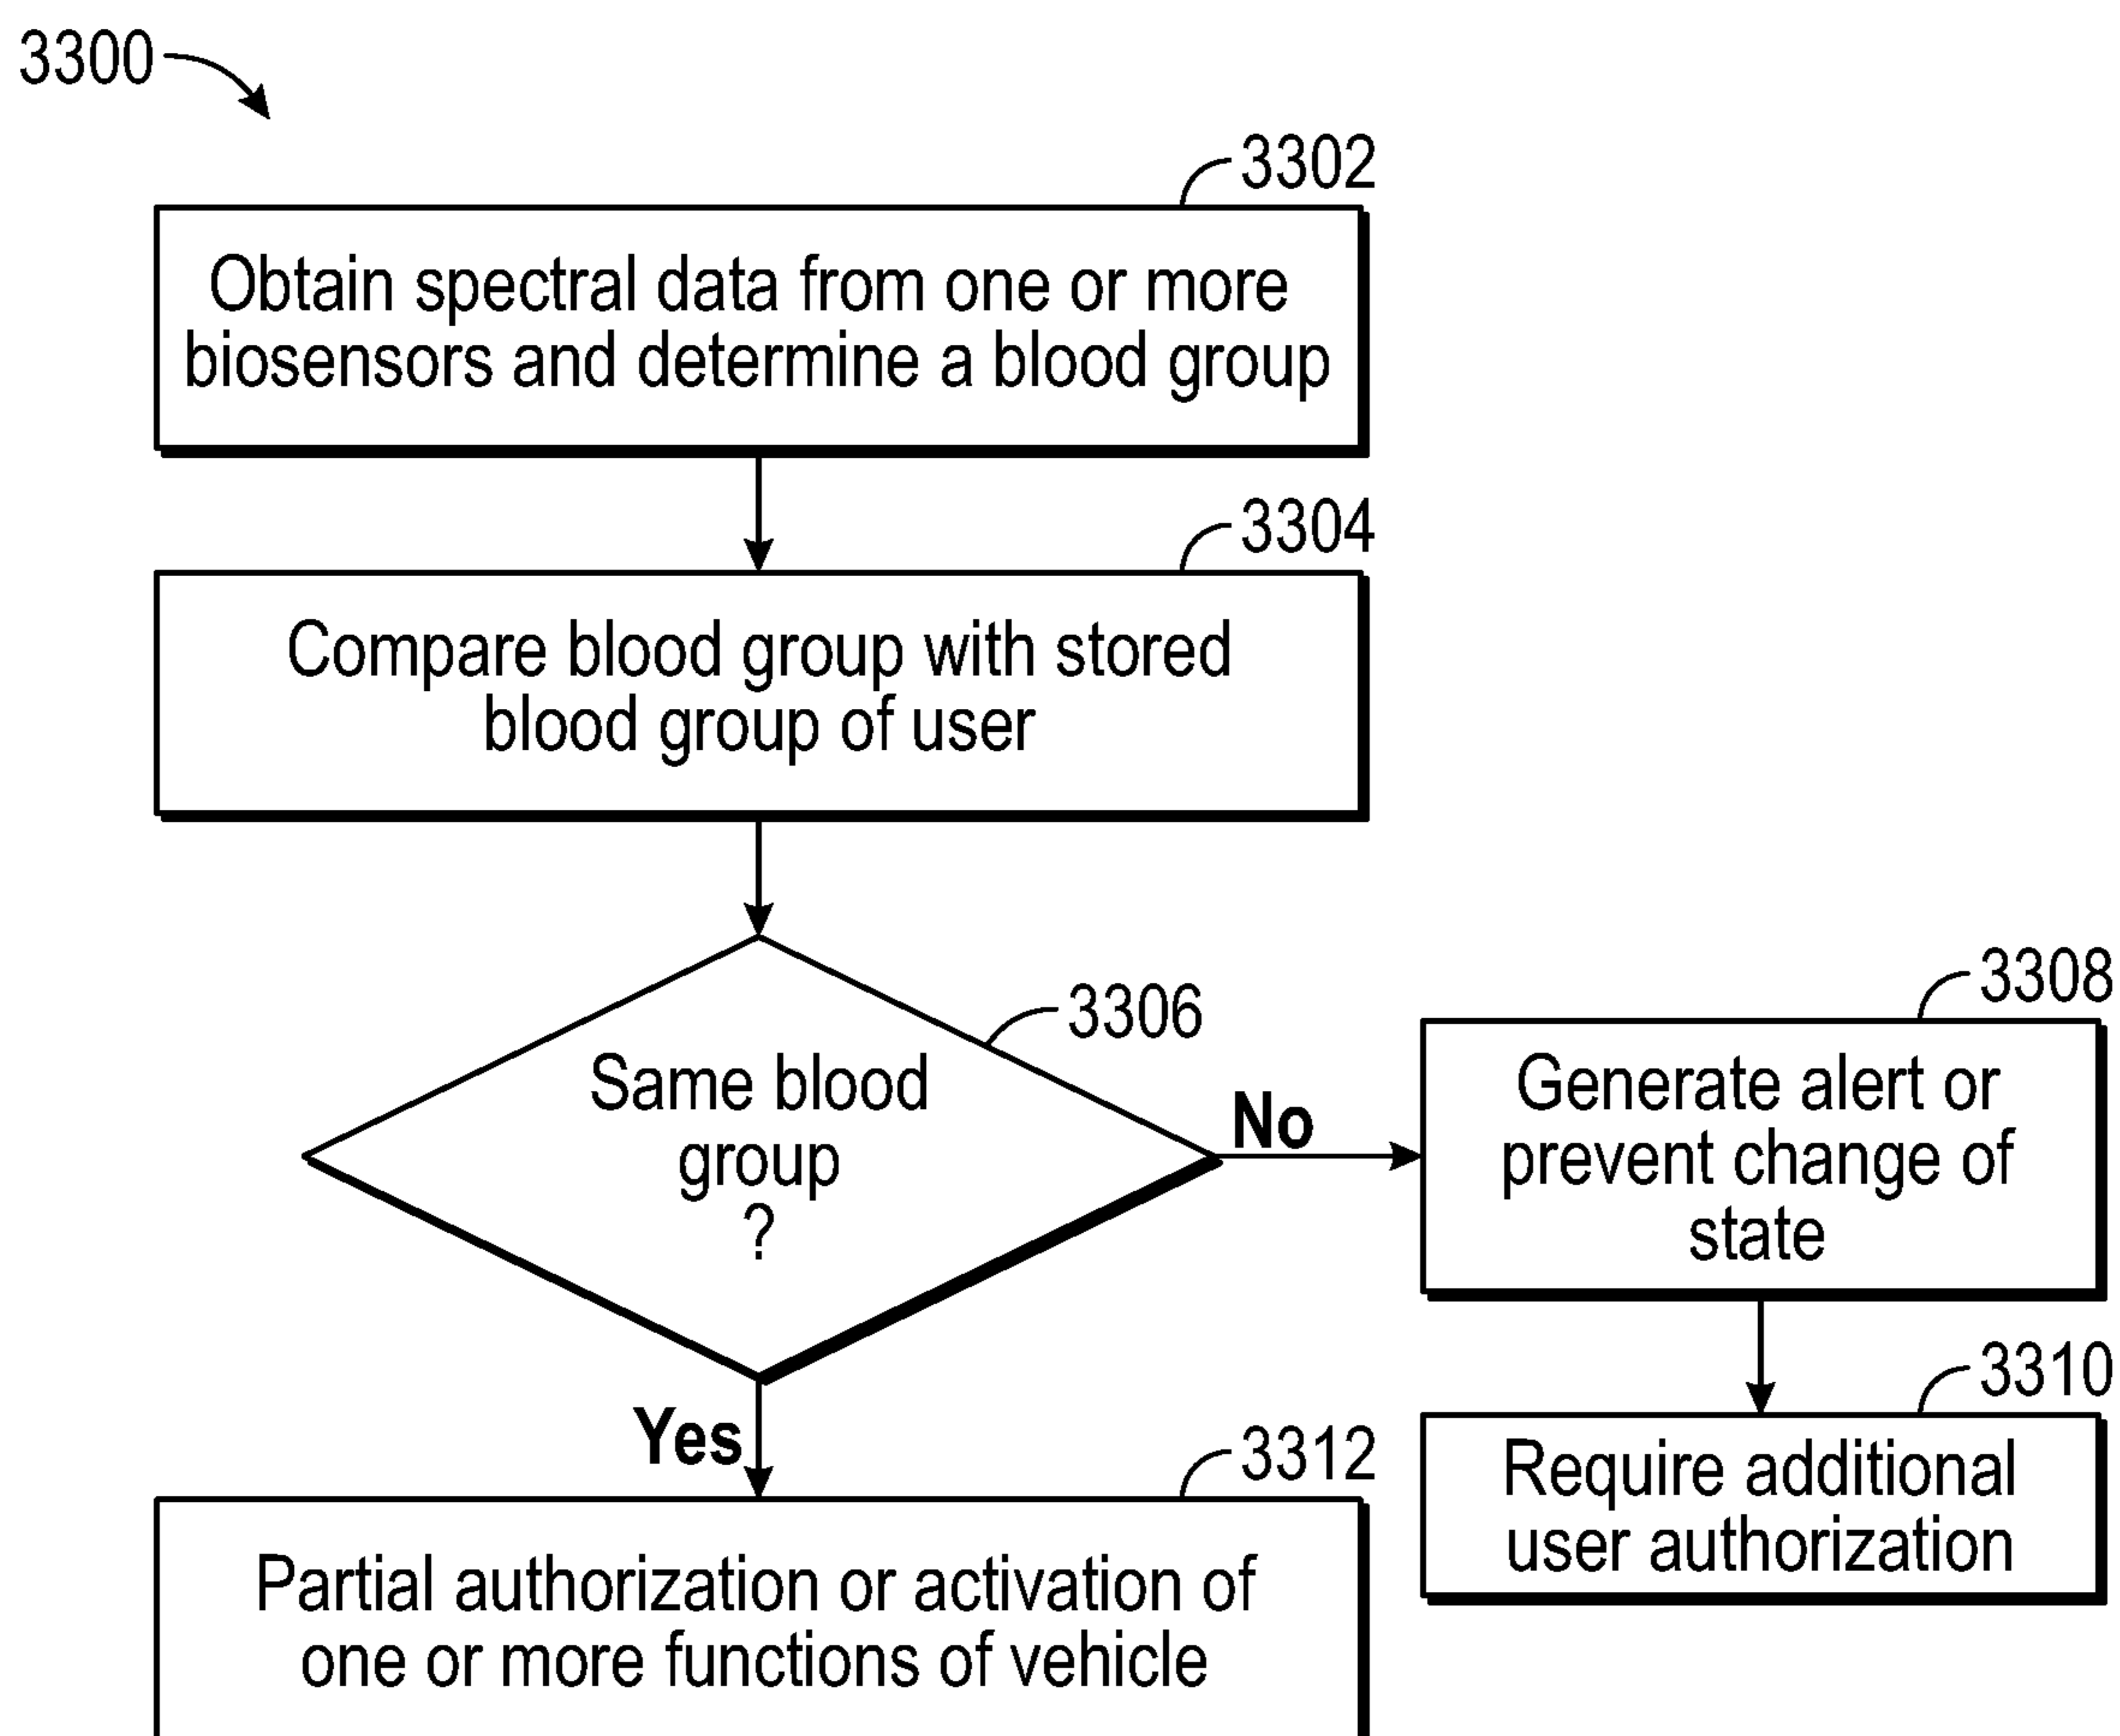 3300
3302
Obtain spectral data from one or more
biosensors and determine a blood group
3304
Compare blood group with stored
blood group of user
3306
Same blood
group
?
No
3308
Generate alert or
prevent change of
state
3310
Require additional
user authorization
Yes
3312
Partial authorization or activation of
one or more functions of vehicle